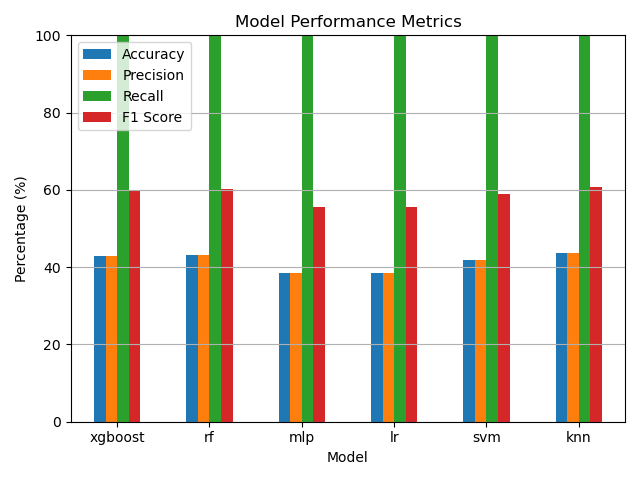 Model Performance Metrics
100
80
60
40
20
0
Percentage (%)
Accuracy
Precision
Recall
F1 Score
xgboost rf mlp lr svm knn
Model